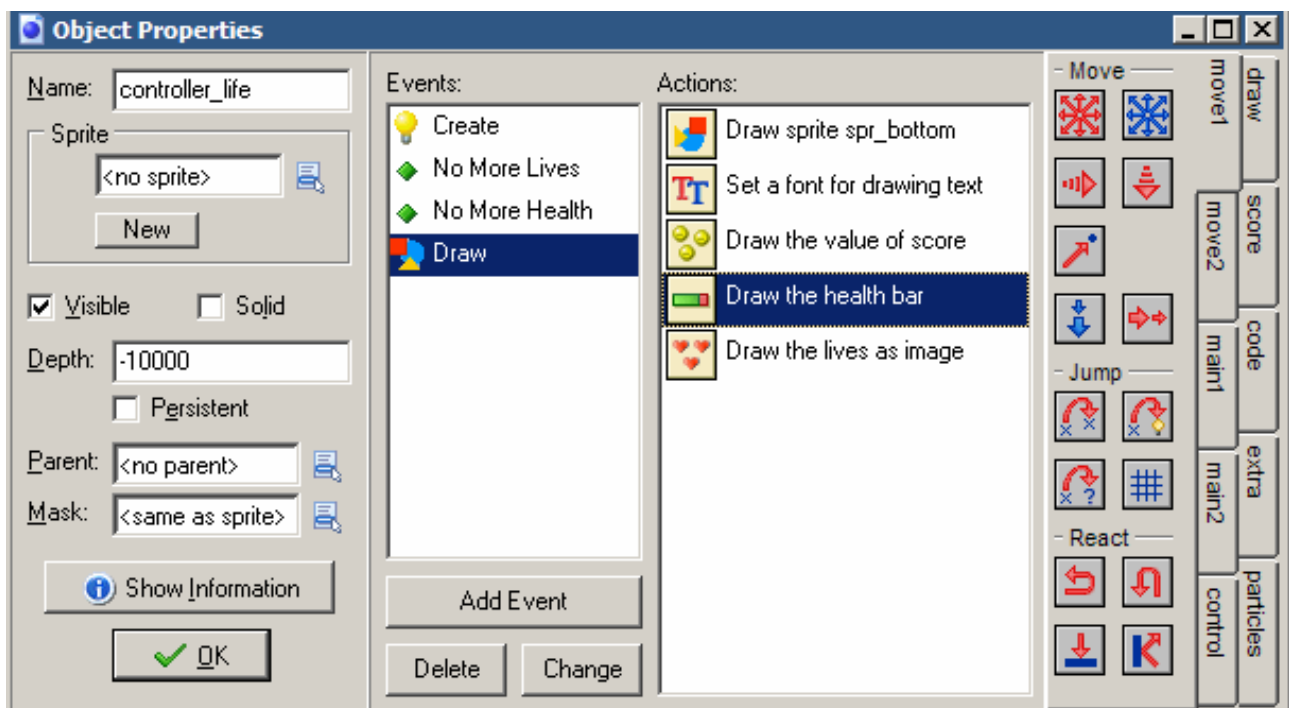 Object Properties
Name: controller_life
Sprite
<no sprite>
New
Visible
Solid
Depth: -10000
Persistent
Parent: <no parent>
Mask: <same as sprite>
Show Information
OK
Events:
Create
No More Lives
No More Health
Draw
Add Event
Delete
Change
Actions:
Draw sprite spr_bottom
Set a font for drawing text
Draw the value of score
Draw the health bar
Draw the lives as image
Move
Jump
React
move1
move2
main1
main2
control
draw
score
code
extra
particles